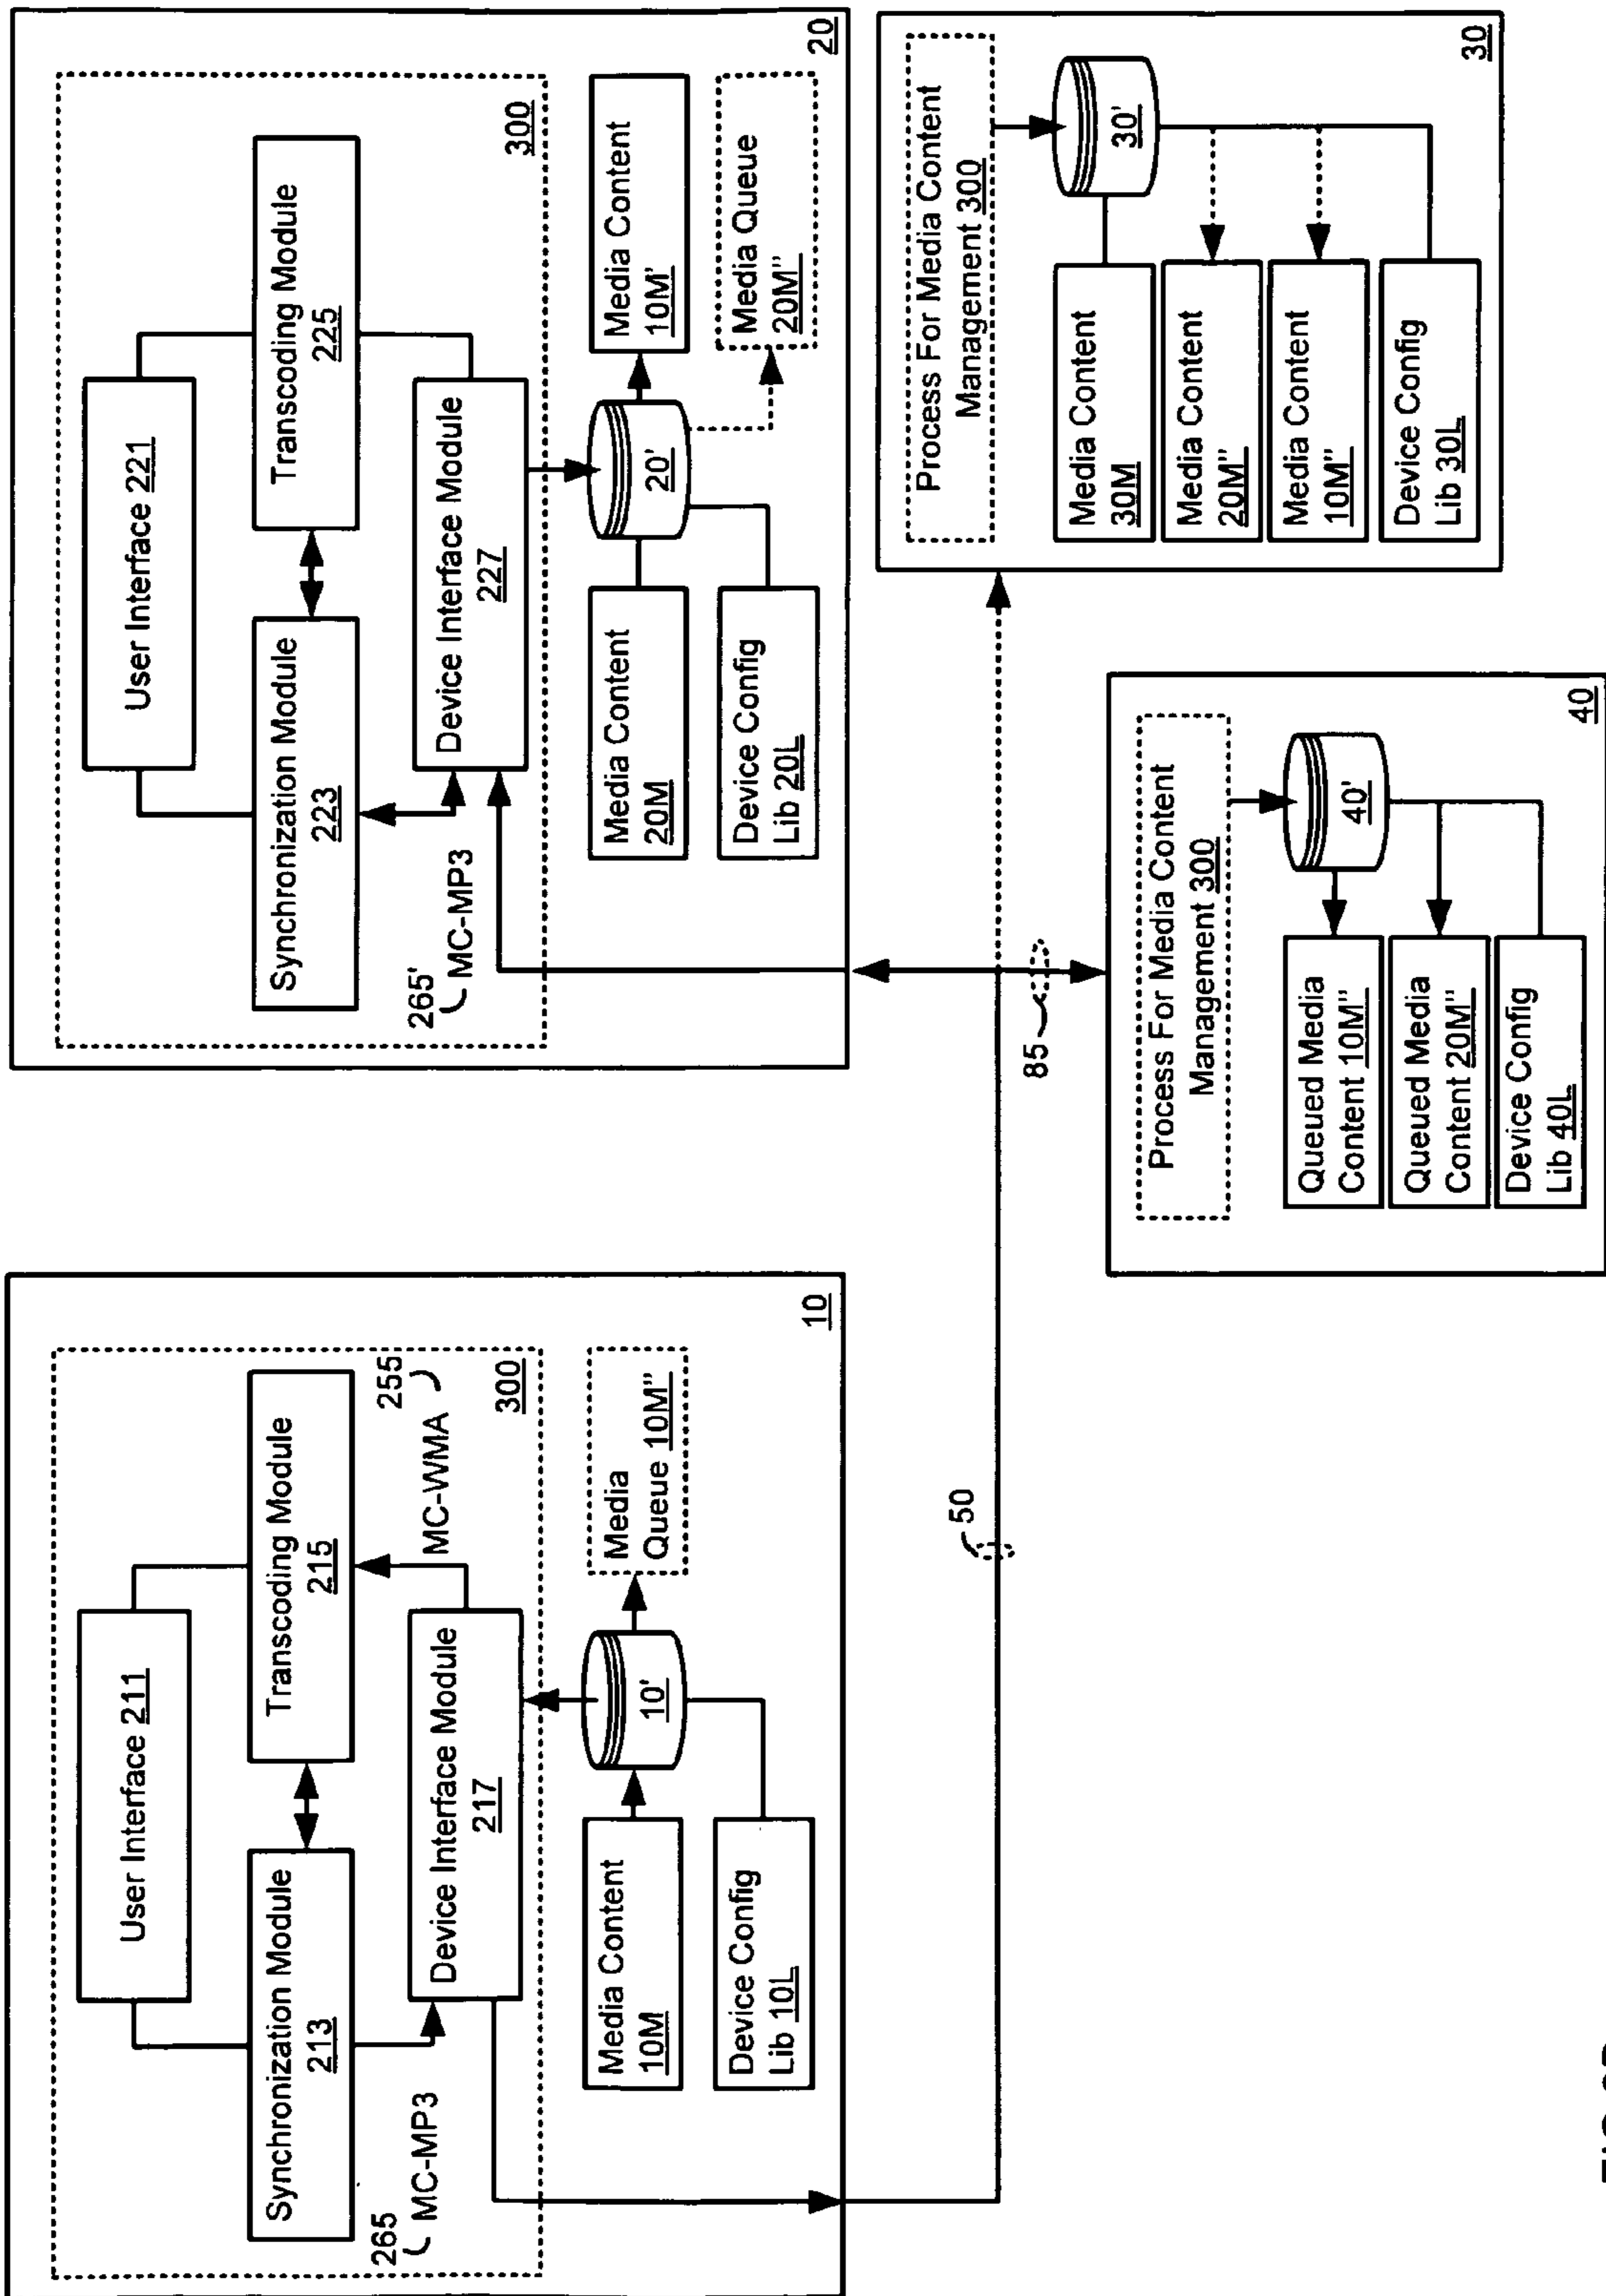 User Interface 211
Synchronization Module
213
Transcoding Module
215
265
MC-MP3
MC-WMA
255
Device Interface Module
217
300
Media Content
10M
10'
Media
Queue 10M"
Device Config
Lib 10L
10
User Interface 221
Synchronization Module
223
Transcoding Module
225
265'
MC-MP3
Device Interface Module
227
300
Media Content
20M
20'
Media Content
10M'
Device Config
Lib 20L
Media Queue
20M"
20
50
85
Process For Media Content
Management 300
40'
Queued Media
Content 10M"
Queued Media
Content 20M"
Device Config
Lib 40L
40
Process For Media Content
Management 300
30'
Media Content
30M
Media Content
20M"
Media Content
10M"
Device Config
Lib 30L
30